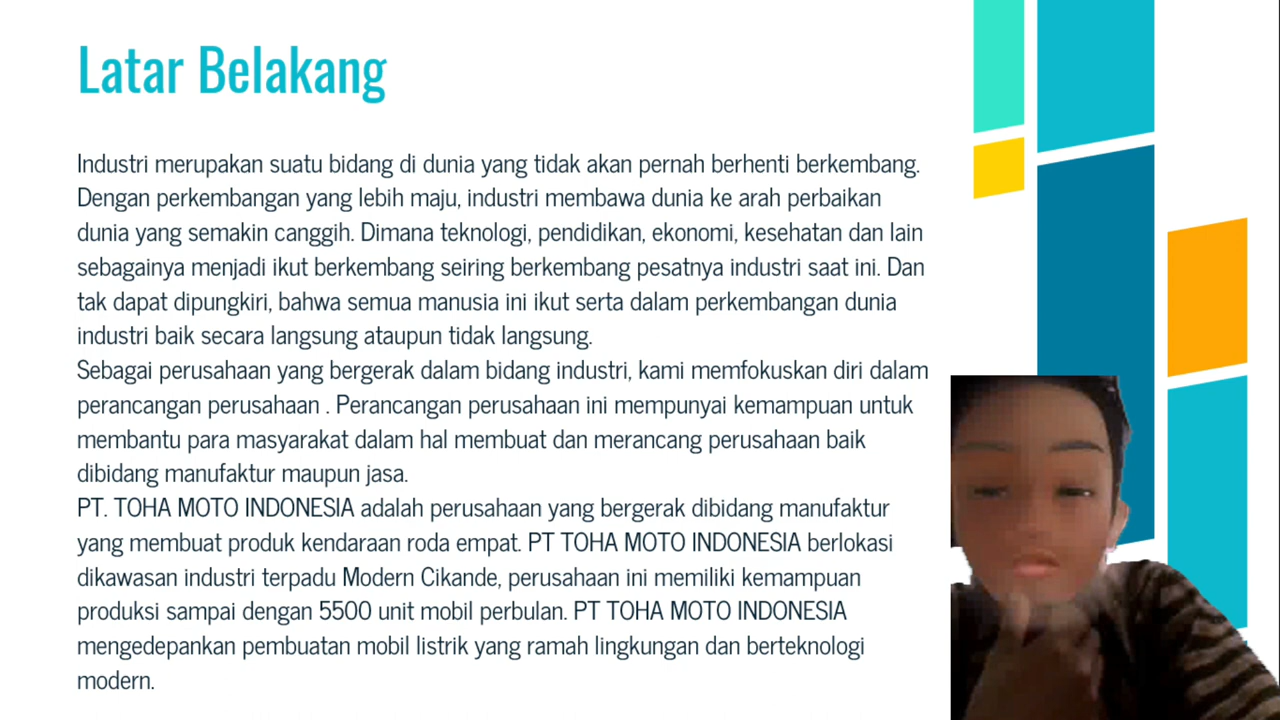 Latar Belakang
Industri merupakan suatu bidang di dunia yang tidak akan pernah berhenti berkembang.
Dengan perkembangan yang lebih maju, industri membawa dunia ke arah perbaikan
dunia yang semakin canggih. Dimana teknologi, pendidikan, ekonomi, kesehatan dan lain
sebagainya menjadi ikut berkembang seiring berkembang pesatnya industri saat ini. Dan
tak dapat dipungkiri, bahwa semua manusia ini ikut serta dalam perkembangan dunia
industri baik secara langsung ataupun tidak langsung.
Sebagai perusahaan yang bergerak dalam bidang industri, kami memfokuskan diri dalam
perancangan perusahaan . Perancangan perusahaan ini mempunyai kemampuan untuk
membantu para masyarakat dalam hal membuat dan merancang perusahaan baik
dibidang manufaktur maupun jasa.
PT. TOHA MOTO INDONESIA adalah perusahaan yang bergerak dibidang manufaktur
yang membuat produk kendaraan roda empat. PT TOHA MOTO INDONESIA berlokasi
dikawasan industri terpadu Modern Cikande, perusahaan ini memiliki kemampuan
produksi sampai dengan 5500 unit mobil perbulan. PT TOHA MOTO INDONESIA
mengedepankan pembuatan mobil listrik yang ramah lingkungan dan berteknologi
modern.